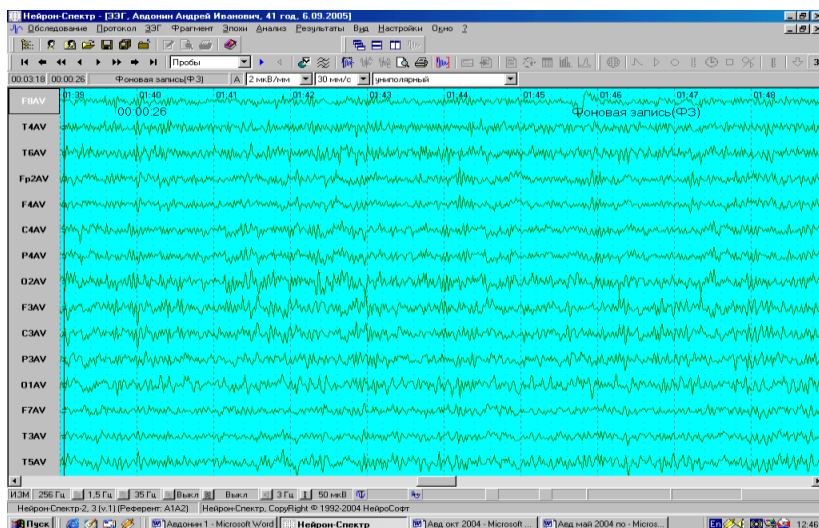 Нейрон-Спектр - [ЭЭГ, Авдонин Андрей Иванович, 41 год, 6.09.2005]
Обследование Протокол ЭЭГ Фрагмент Эпохи Анализ Результаты Вид Настройки Окно ?
Пробы
00:03:18 00:00:26 Фоновая запись(ФЗ) A 2 мкВ/мм 30 мм/с униполярный
01:39 01:40 01:41 01:42 01:43 01:44 01:45 01:46 01:47 01:48
F8AV
00:00:26 Фоновая запись(ФЗ)
T4AV
T6AV
Fp2AV
F4AV
C4AV
P4AV
O2AV
F3AV
C3AV
P3AV
O1AV
F7AV
T3AV
T5AV
ИЗМ 256 Гц 1,5 Гц 35 Гц Выкл Выкл 3 Гц 50 мкВ
Нейрон-Спектр-2, 3 (v.1) (Референт: A1A2) Нейрон-Спектр, CopyRight © 1992-2004 НейроСофт
Пуск Авдонин 1 - Microsoft Word Нейрон-Спектр Авд окт 2004 - Microsoft ... Авд май 2004 по - Micros... En 12:46